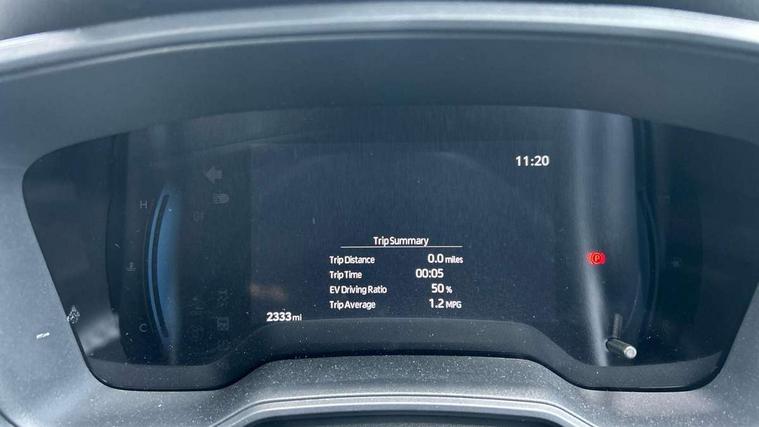 11:20
H
Trip Summary
Trip Distance 0.0 miles
Trip Time 00:05
EV Driving Ratio 50 %
Trip Average 1.2 MPG
P
2333 mi
C